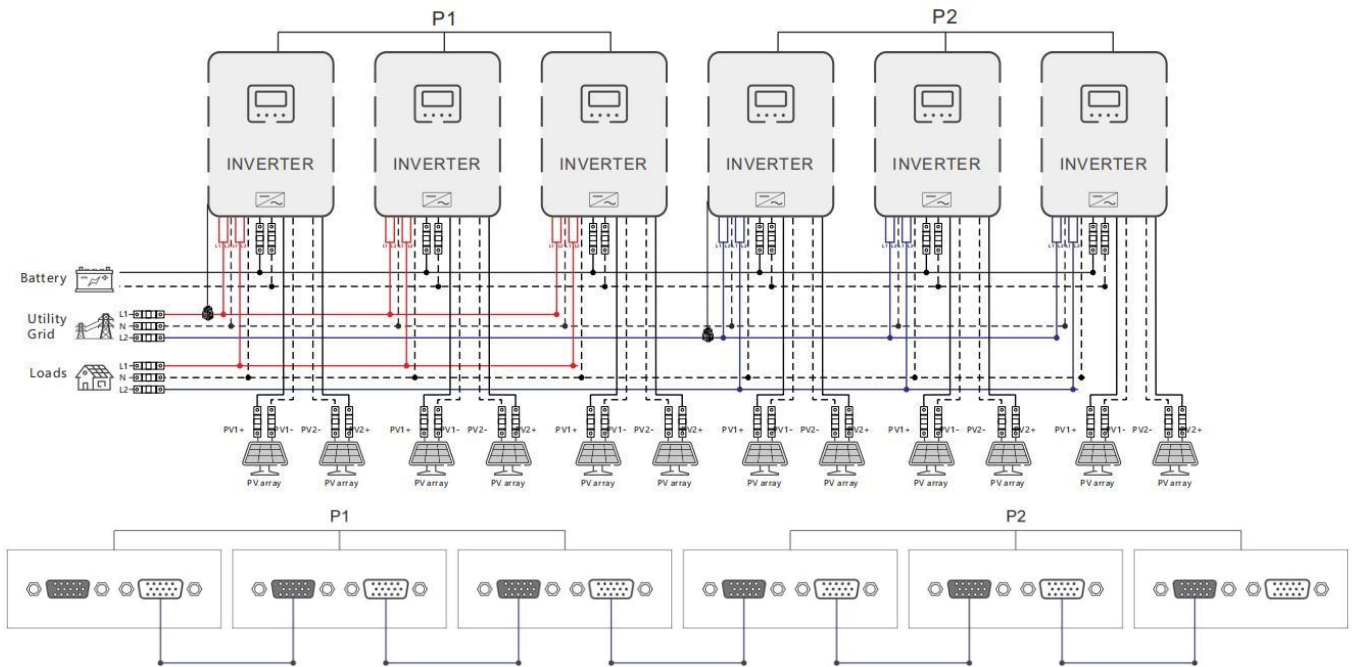 P1 P2
INVERTER INVERTER INVERTER INVERTER INVERTER INVERTER
Battery
Utility
Grid
L1
N
L2
Loads
L1
N
L2
PV1+ PV1- PV2- PV2+ PV1+ PV1- PV2- PV2+ PV1+ PV1- PV2- PV2+ PV1+ PV1- PV2- PV2+ PV1+ PV1- PV2- PV2+ PV1+ PV1- PV2- PV2+
PV array PV array PV array PV array PV array PV array PV array PV array PV array PV array PV array PV array
P1 P2